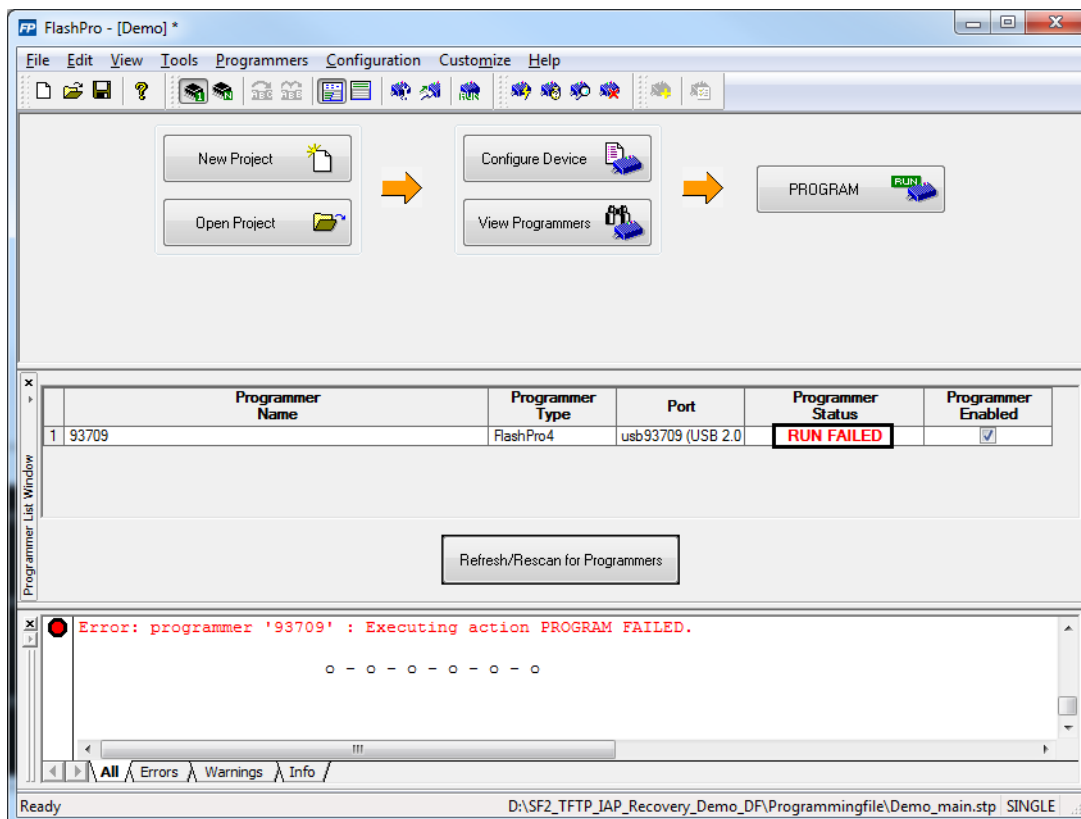 FP FlashPro - [Demo] *
File Edit View Tools Programmers Configuration Customize Help
New Project
Configure Device
PROGRAM
RUN
Open Project
View Programmers
Programmer List Window
Programmer Name Programmer Type Port Programmer Status Programmer Enabled
1 93709 FlashPro4 usb93709 (USB 2.0 RUN FAILED
Refresh/Rescan for Programmers
Error: programmer '93709' : Executing action PROGRAM FAILED.
o - o - o - o - o - o
All Errors Warnings Info
Ready D:\SF2_TFTP_IAP_Recovery_Demo_DF\Programmingfile\Demo_main.stp SINGLE